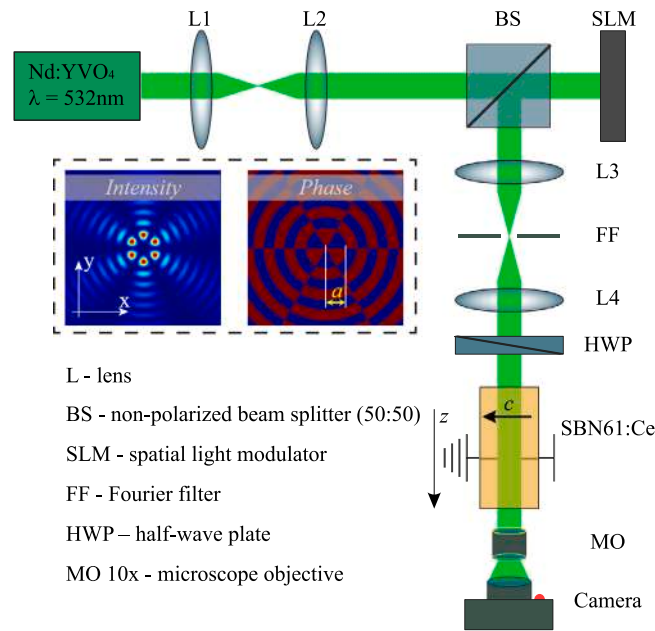 L1
L2
BS
SLM
Nd:YVO₄
λ = 532nm
Intensity
Phase
L3
y
x
a
FF
L4
HWP
L - lens
BS - non-polarized beam splitter (50:50)
SLM - spatial light modulator
FF - Fourier filter
HWP – half-wave plate
MO 10x - microscope objective
z
c
SBN61:Ce
MO
Camera